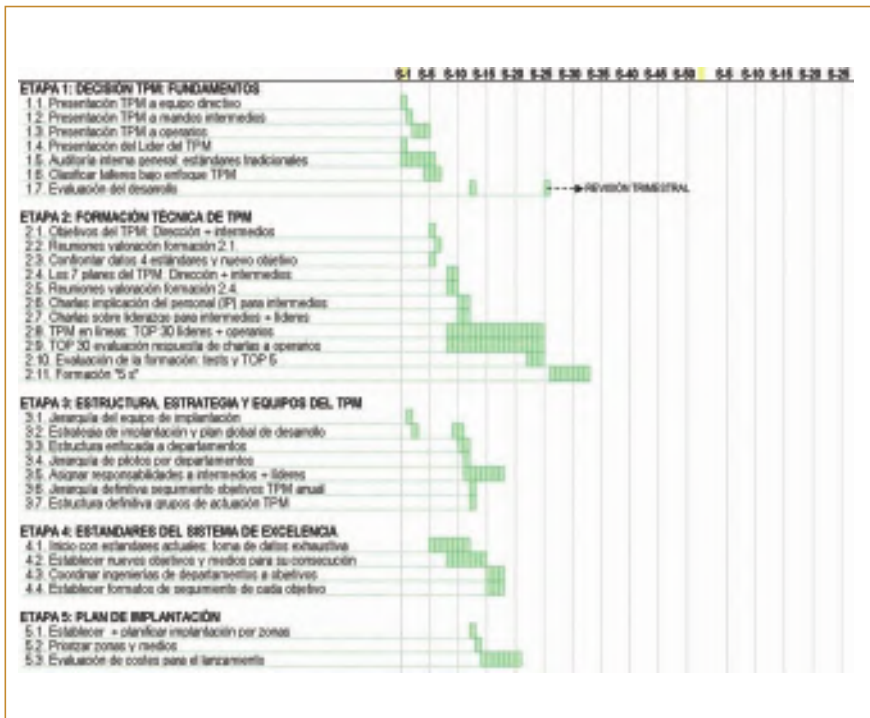 S-1 S-5 S-10 S-15 S-20 S-25 S-30 S-35 S-40 S-45 S-50 S-5 S-10 S-15 S-20 S-25
ETAPA 1: DECISIÓN TPM: FUNDAMENTOS
1.1. Presentación TPM a equipo directivo
1.2. Presentación TPM a mandos intermedios
1.3. Presentación TPM a operarios
1.4. Presentación del Líder del TPM
1.5. Auditoría interna general: estándares tradicionales
1.6. Clasificar talleres bajo enfoque TPM
1.7. Evaluación del desarrollo
REVISIÓN TRIMESTRAL
ETAPA 2: FORMACIÓN TÉCNICA DE TPM
2.1. Objetivos del TPM: Dirección + intermedios
2.2. Reuniones valoración formación 2.1.
2.3. Confrontar datos 4 estándares y nuevo objetivo
2.4. Los 7 pilares del TPM: Dirección + intermedios
2.5. Reuniones valoración formación 2.4.
2.6. Charlas implicación del personal (IP) para intermedios
2.7. Charlas sobre liderazgo para intermedios + líderes
2.8. TPM en líneas: TOP 30 líderes + operarios
2.9. TOP 30 evaluación respuesta de charlas a operarios
2.10. Evaluación de la formación: tests y TOP 5
2.11. Formación "5 s"
ETAPA 3: ESTRUCTURA, ESTRATEGIA Y EQUIPOS DEL TPM
3.1. Jerarquía del equipo de implantación
3.2. Estrategia de implantación y plan global de desarrollo
3.3. Estructura enfocada a departamentos
3.4. Jerarquía de pilotos por departamentos
3.5. Asignar responsabilidades a intermedios + líderes
3.6. Jerarquía definitiva seguimiento objetivos TPM anual
3.7. Estructura definitiva grupos de actuación TPM
ETAPA 4: ESTANDARES DEL SISTEMA DE EXCELENCIA
4.1. Inicio con estandares actuales: toma de datos exhaustiva
4.2. Establecer nuevos objetivos y medios para su consecución
4.3. Coordinar ingenierías de departamentos a objetivos
4.4. Establecer formatos de seguimiento de cada objetivo
ETAPA 5: PLAN DE IMPLANTACIÓN
5.1. Establecer + planificar implantación por zonas
5.2. Priorizar zonas y medios
5.3. Evaluación de costes para el lanzamiento